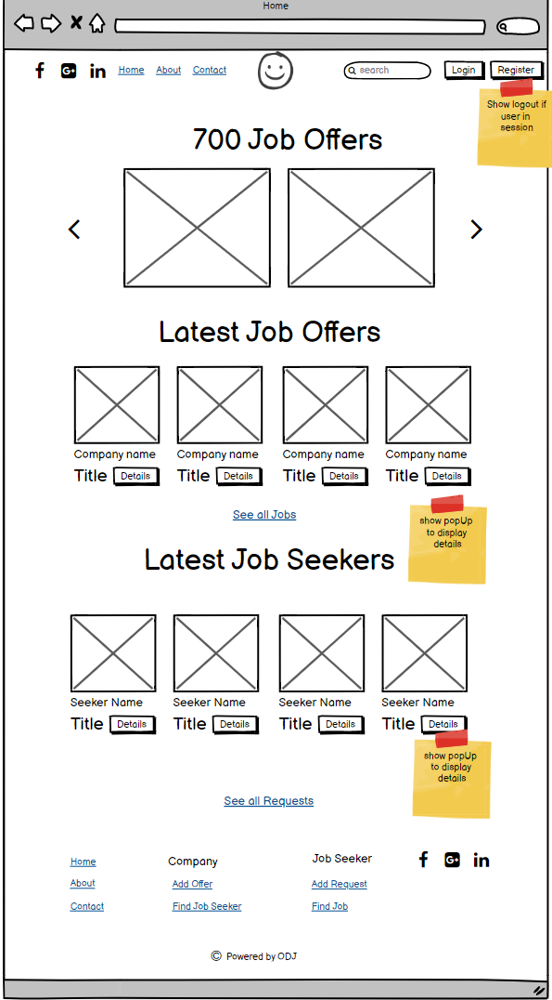 Home
f G+ in Home About Contact search Login Register
Show logout if
user in
session
700 Job Offers
Latest Job Offers
Company name Company name Company name Company name
Title Details Title Details Title Details Title Details
See all Jobs
show popUp
to display
details
Latest Job Seekers
Seeker Name Seeker Name Seeker Name Seeker Name
Title Details Title Details Title Details Title Details
show popUp
to display
details
See all Requests
Home Company Job Seeker f G+ in
About Add Offer Add Request
Contact Find Job Seeker Find Job
© Powered by ODJ